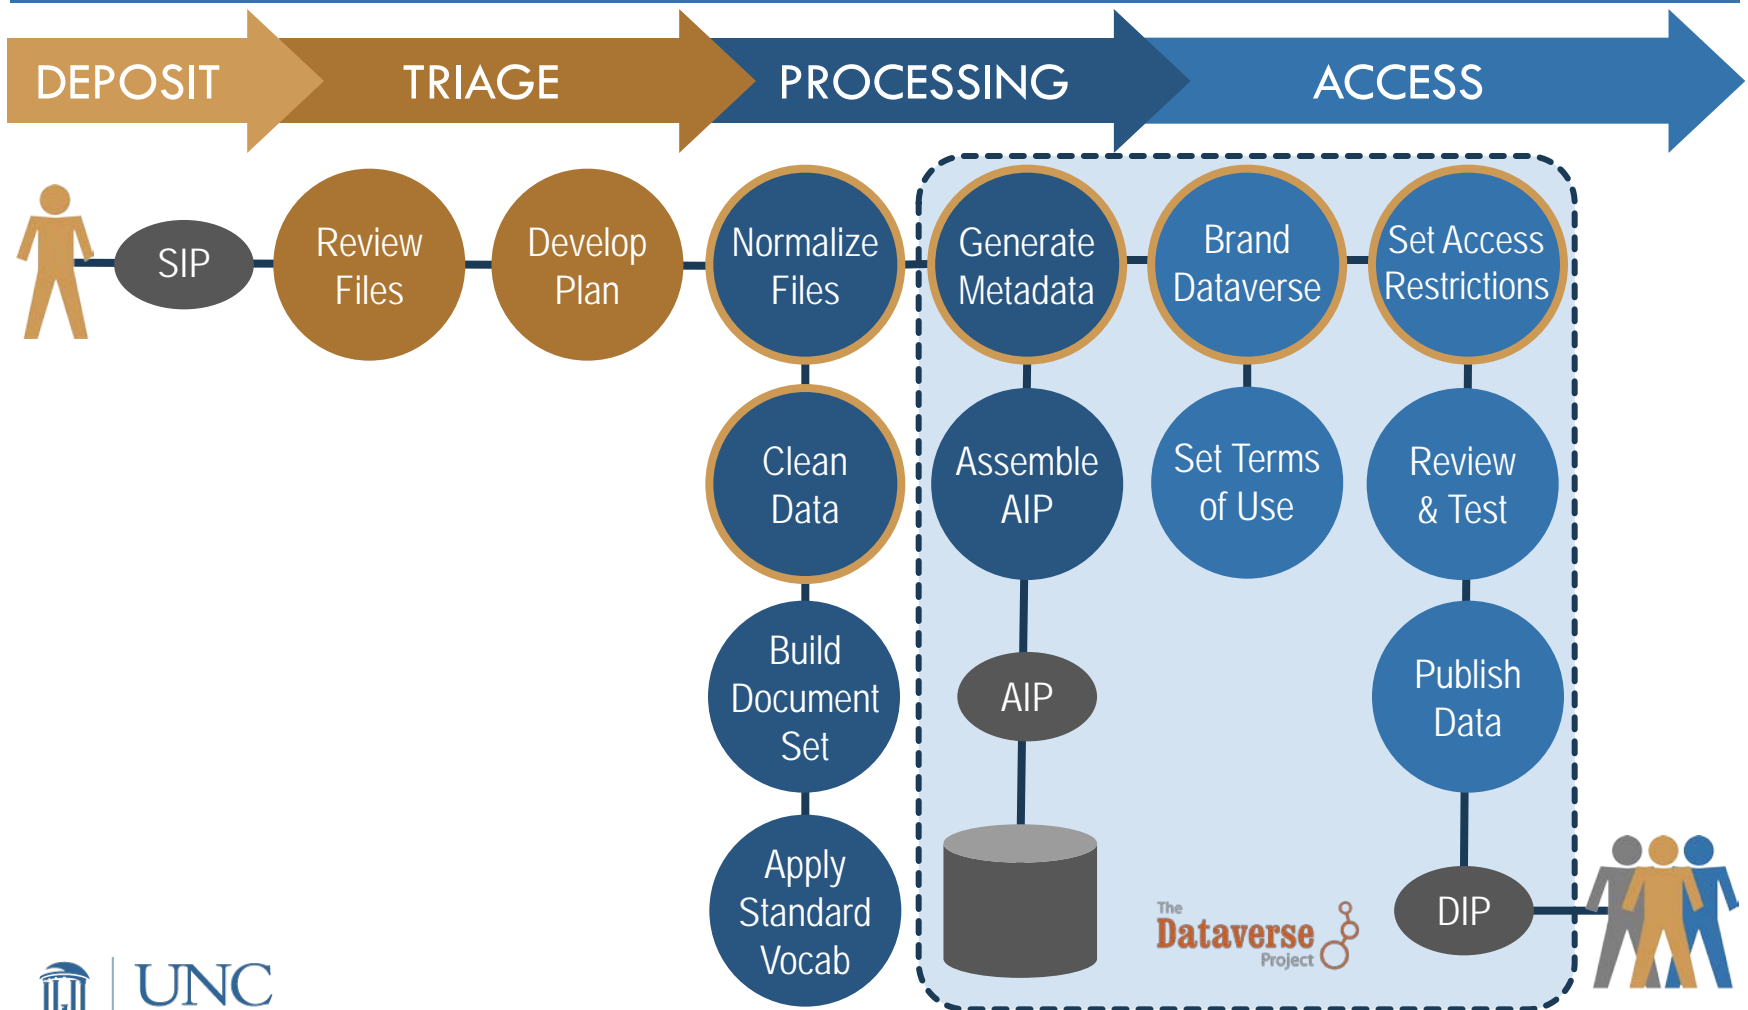 DEPOSIT
TRIAGE
PROCESSING
ACCESS
SIP
Review
Files
Develop
Plan
Normalize
Files
Generate
Metadata
Brand
Dataverse
Set Access
Restrictions
Clean
Data
Assemble
AIP
Set Terms
of Use
Review
& Test
Build
Document
Set
AIP
Publish
Data
Apply
Standard
Vocab
The
Dataverse
Project
DIP
UNC